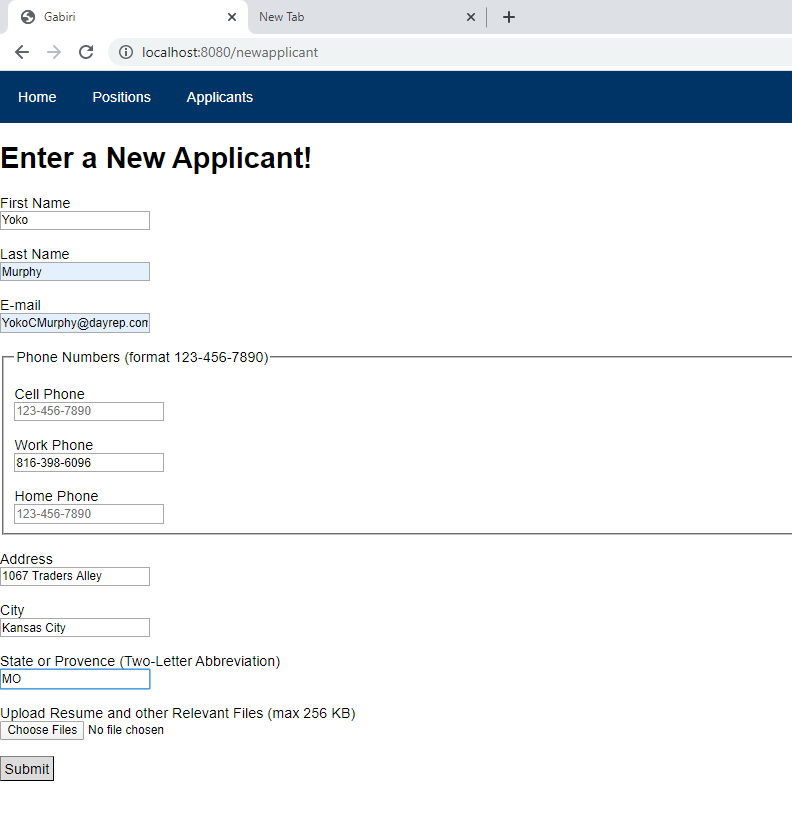 Gabiri
New Tab
localhost:8080/newapplicant
Home Positions Applicants
Enter a New Applicant!
First Name
Yoko
Last Name
Murphy
E-mail
YokoCMurphy@dayrep.com
Phone Numbers (format 123-456-7890)
Cell Phone
123-456-7890
Work Phone
816-398-6096
Home Phone
123-456-7890
Address
1067 Traders Alley
City
Kansas City
State or Provence (Two-Letter Abbreviation)
MO
Upload Resume and other Relevant Files (max 256 KB)
Choose Files No file chosen
Submit